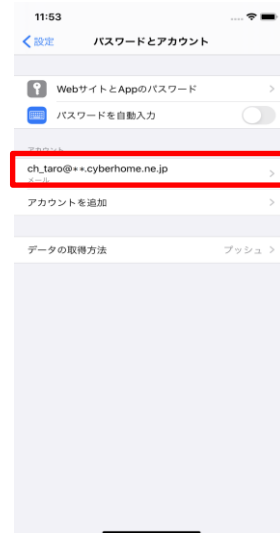 11:53
設定 パスワードとアカウント
WebサイトとAppのパスワード
パスワードを自動入力
アカウント
ch_taro@**.cyberhome.ne.jp
メール
アカウントを追加
データの取得方法 プッシュ